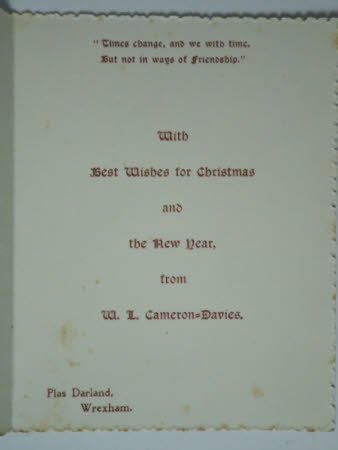 "Times change, and we with time,
But not in ways of Friendship."
With
Best Wishes for Christmas
and
the New Year,
from
W. L. Cameron=Davies.
Plas Darland,
Wrexham.